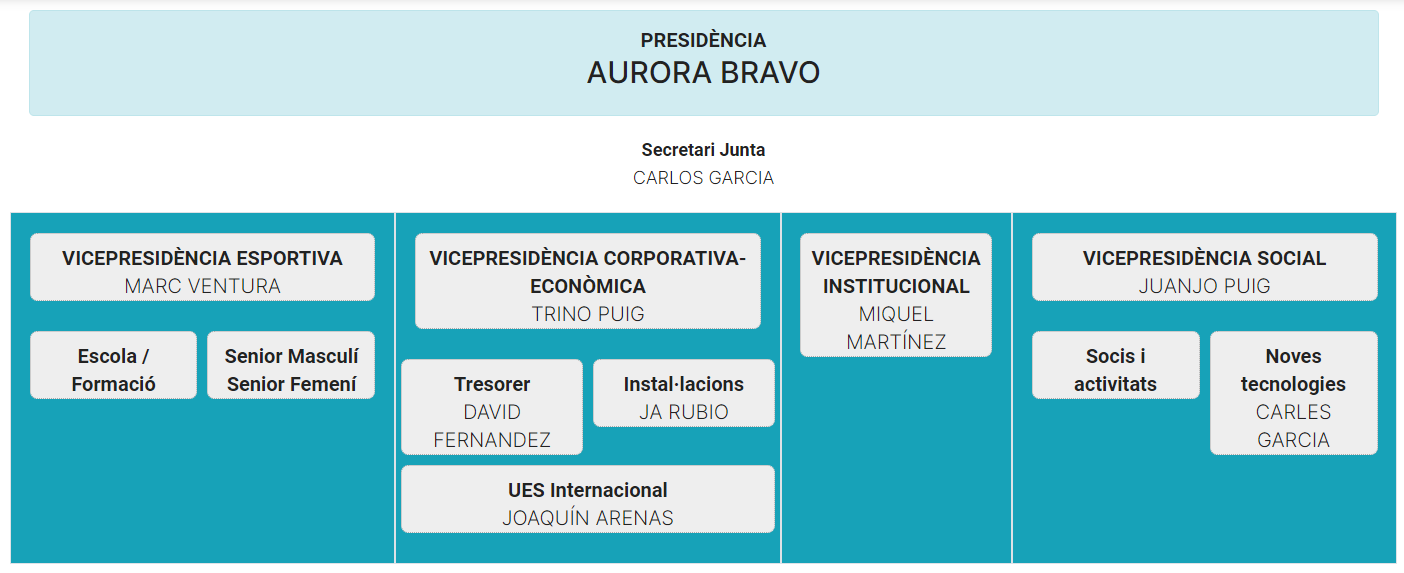 PRESIDÈNCIA
AURORA BRAVO
Secretari Junta
CARLOS GARCIA
VICEPRESIDÈNCIA ESPORTIVA
MARC VENTURA
Escola /
Formació
Senior Masculí
Senior Femení
VICEPRESIDÈNCIA CORPORATIVA-
ECONÒMICA
TRINO PUIG
Tresorer
DAVID
FERNANDEZ
Instal·lacions
JA RUBIO
UES Internacional
JOAQUÍN ARENAS
VICEPRESIDÈNCIA
INSTITUCIONAL
MIQUEL
MARTÍNEZ
VICEPRESIDÈNCIA SOCIAL
JUANJO PUIG
Socis i
activitats
Noves
tecnologies
CARLES
GARCIA